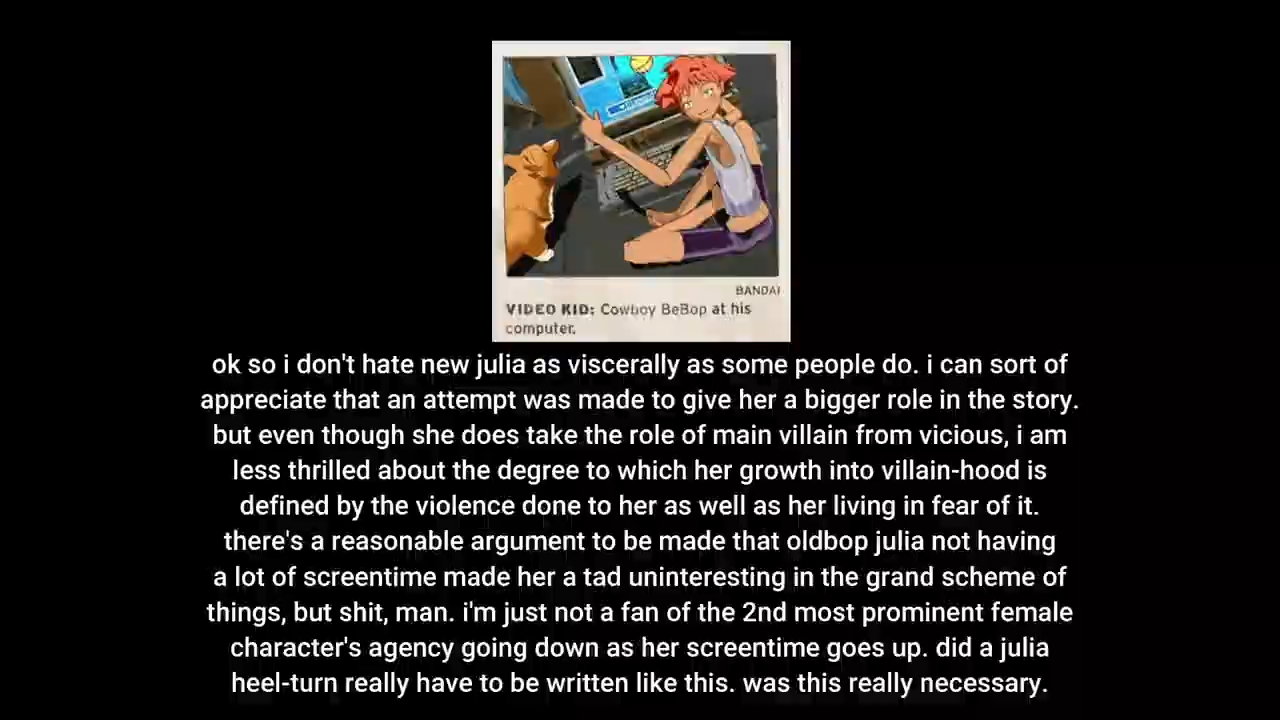 BANDAI
VIDEO KID: Cowboy BeBop at his
computer.
ok so i don't hate new julia as viscerally as some people do. i can sort of
appreciate that an attempt was made to give her a bigger role in the story.
but even though she does take the role of main villain from vicious, i am
less thrilled about the degree to which her growth into villain-hood is
defined by the violence done to her as well as her living in fear of it.
there's a reasonable argument to be made that oldbop julia not having
a lot of screentime made her a tad uninteresting in the grand scheme of
things, but shit, man. i'm just not a fan of the 2nd most prominent female
character's agency going down as her screentime goes up. did a julia
heel-turn really have to be written like this. was this really necessary.